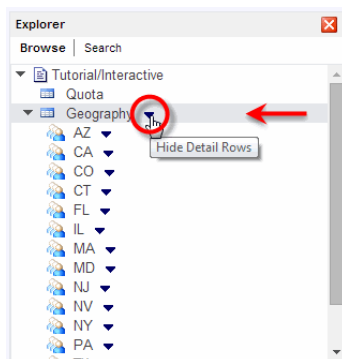 Explorer
Browse Search
Tutorial/Interactive
Quota
Geography
AZ
Hide Detail Rows
CA
CO
CT
FL
IL
MA
MD
NJ
NV
NY
PA